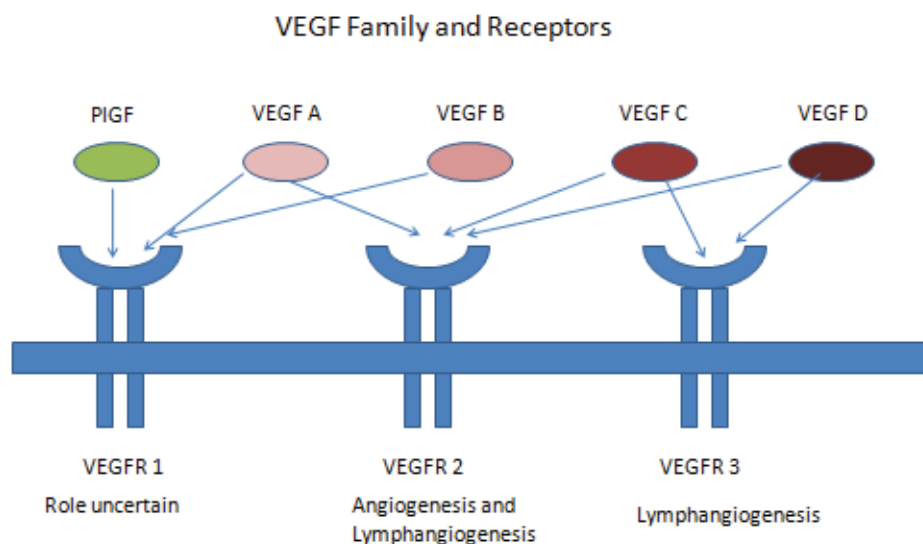 VEGF Family and Receptors
PIGF
VEGF A
VEGF B
VEGF C
VEGF D
VEGFR 1
VEGFR 2
VEGFR 3
Role uncertain
Angiogenesis and
Lymphangiogenesis
Lymphangiogenesis